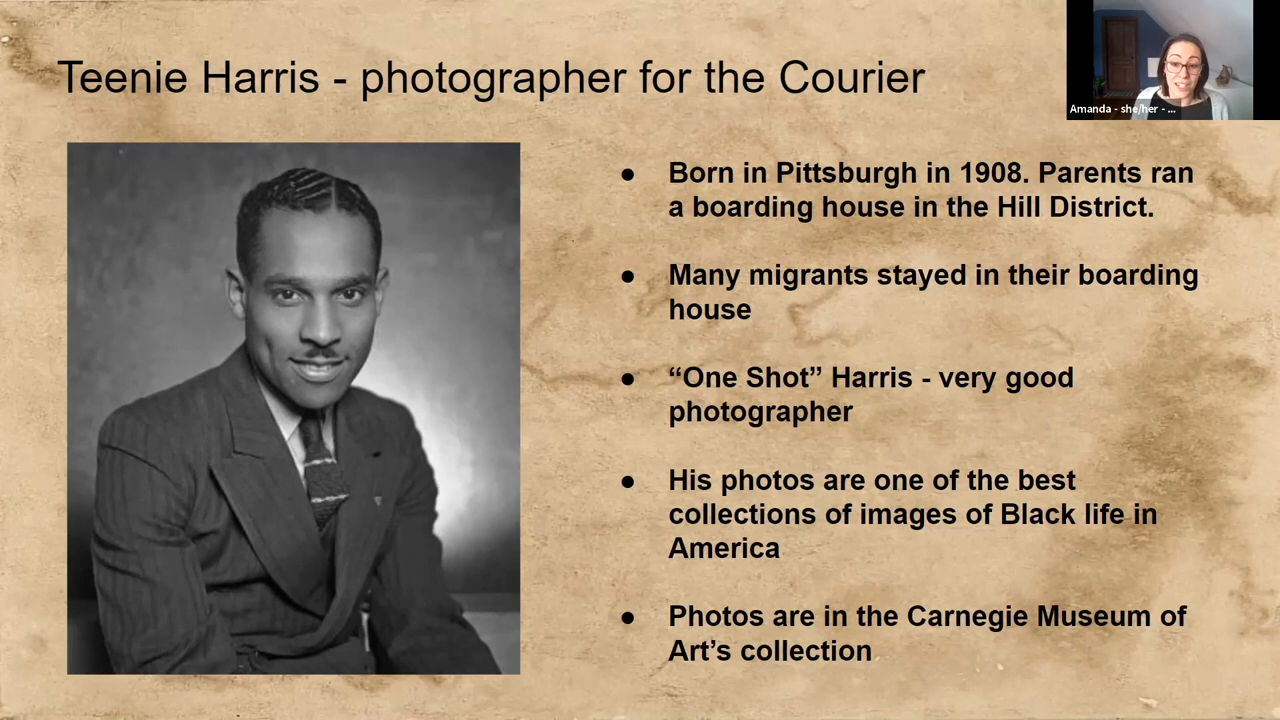 Teenie Harris - photographer for the Courier
Amanda - she/her - ...
● Born in Pittsburgh in 1908. Parents ran
a boarding house in the Hill District.
● Many migrants stayed in their boarding
house
● “One Shot” Harris - very good
photographer
● His photos are one of the best
collections of images of Black life in
America
● Photos are in the Carnegie Museum of
Art’s collection